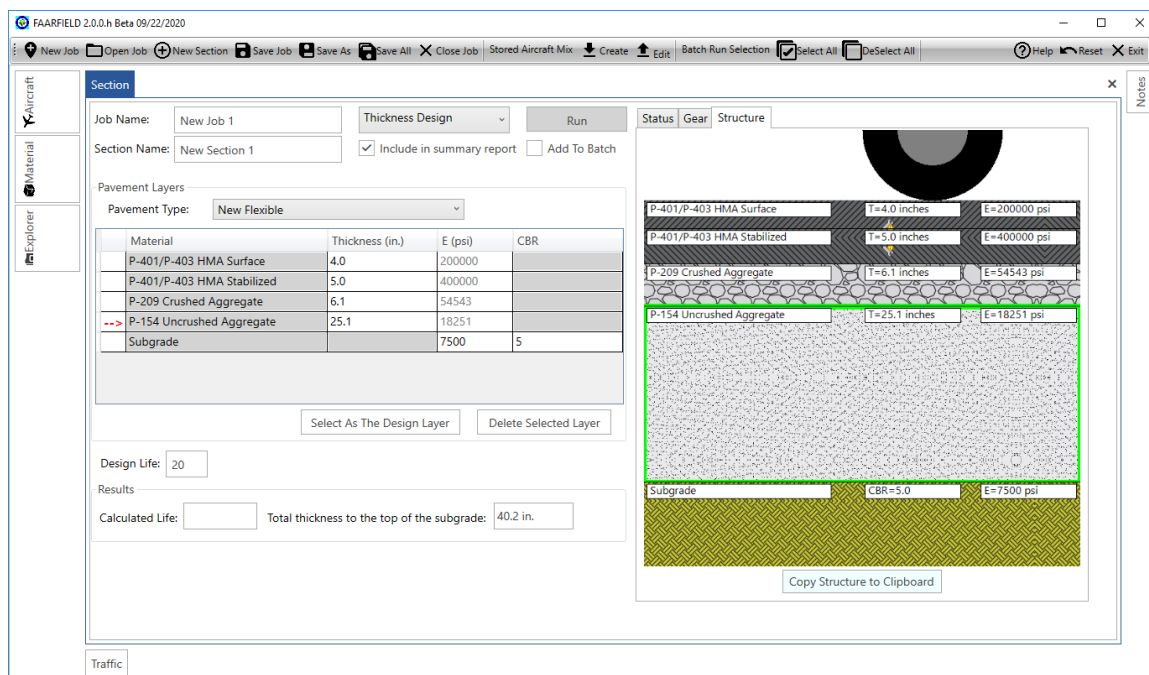 FAARFIELD 2.0.0.h Beta 09/22/2020
New Job Open Job New Section Save Job Save As Save All Close Job Stored Aircraft Mix Create Edit Batch Run Selection Select All DeSelect All Help Reset Exit
Aircraft
Material
Explorer
Notes
Section
Job Name: New Job 1 Thickness Design Run
Section Name: New Section 1 Include in summary report Add To Batch
Pavement Layers
Pavement Type: New Flexible
Material Thickness (in.) E (psi) CBR
P-401/P-403 HMA Surface 4.0 200000
P-401/P-403 HMA Stabilized 5.0 400000
P-209 Crushed Aggregate 6.1 54543
--> P-154 Uncrushed Aggregate 25.1 18251
Subgrade 7500 5
Select As The Design Layer Delete Selected Layer
Design Life: 20
Results
Calculated Life: Total thickness to the top of the subgrade: 40.2 in.
Status Gear Structure
P-401/P-403 HMA Surface T=4.0 inches E=200000 psi
P-401/P-403 HMA Stabilized T=5.0 inches E=400000 psi
P-209 Crushed Aggregate T=6.1 inches E=54543 psi
P-154 Uncrushed Aggregate T=25.1 inches E=18251 psi
Subgrade CBR=5.0 E=7500 psi
Copy Structure to Clipboard
Traffic